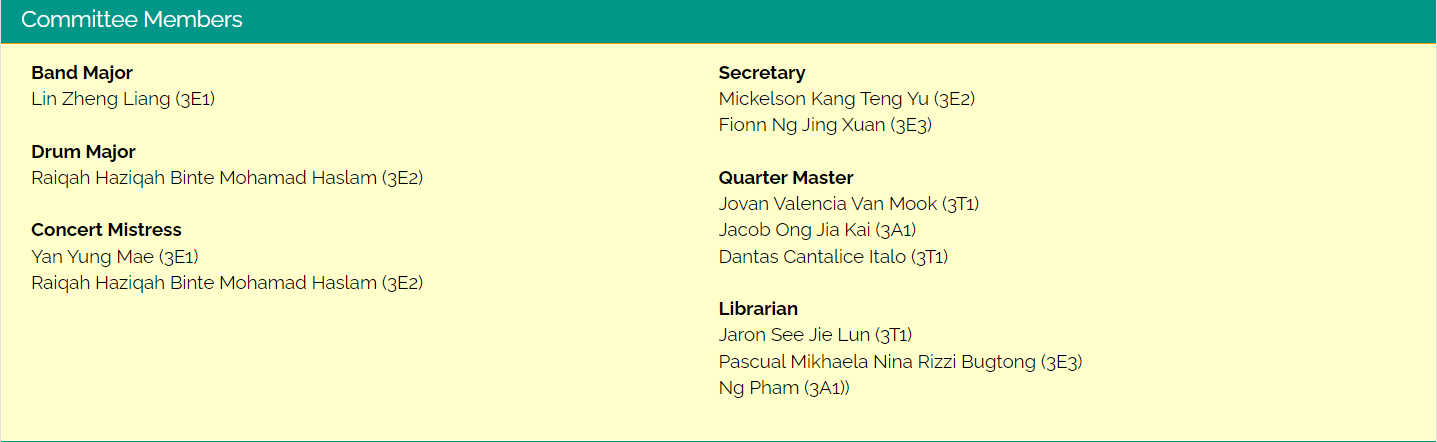 Committee Members
Band Major
Lin Zheng Liang (3E1)
Drum Major
Raiqah Haziqah Binte Mohamad Haslam (3E2)
Concert Mistress
Yan Yung Mae (3E1)
Raiqah Haziqah Binte Mohamad Haslam (3E2)
Secretary
Mickelson Kang Teng Yu (3E2)
Fionn Ng Jing Xuan (3E3)
Quarter Master
Jovan Valencia Van Mook (3T1)
Jacob Ong Jia Kai (3A1)
Dantas Cantalice Italo (3T1)
Librarian
Jaron See Jie Lun (3T1)
Pascual Mikhaela Nina Rizzi Bugtong (3E3)
Ng Pham (3A1))